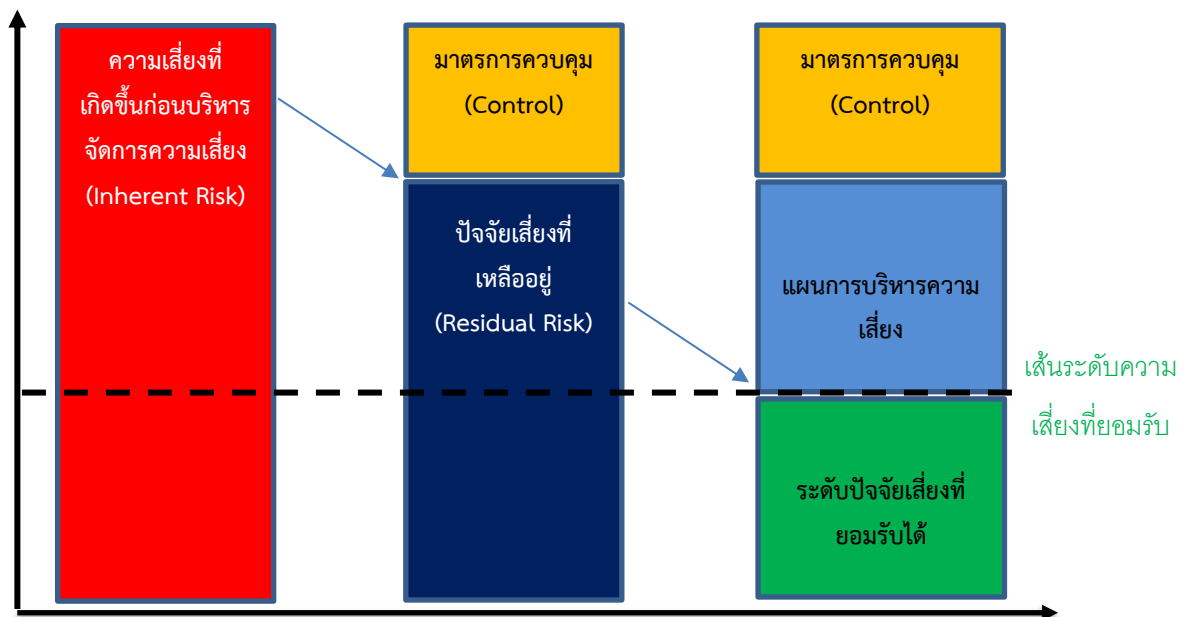 ความเสี่ยงที่
เกิดขึ้นก่อนบริหาร
จัดการความเสี่ยง
(Inherent Risk)
มาตรการควบคุม
(Control)
ปัจจัยเสี่ยงที่
เหลืออยู่
(Residual Risk)
มาตรการควบคุม
(Control)
แผนการบริหารความ
เสี่ยง
ระดับปัจจัยเสี่ยงที่
ยอมรับได้
เส้นระดับความ
เสี่ยงที่ยอมรับ